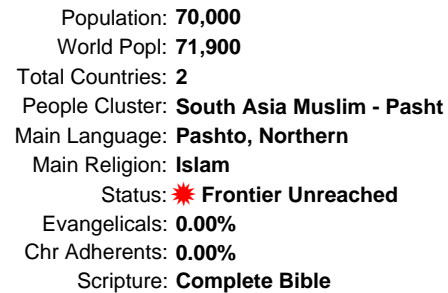 Population: 70,000
World Popl: 71,900
Total Countries: 2
People Cluster: South Asia Muslim - Pasht
Main Language: Pashto, Northern
Main Religion: Islam
Status: Frontier Unreached
Evangelicals: 0.00%
Chr Adherents: 0.00%
Scripture: Complete Bible